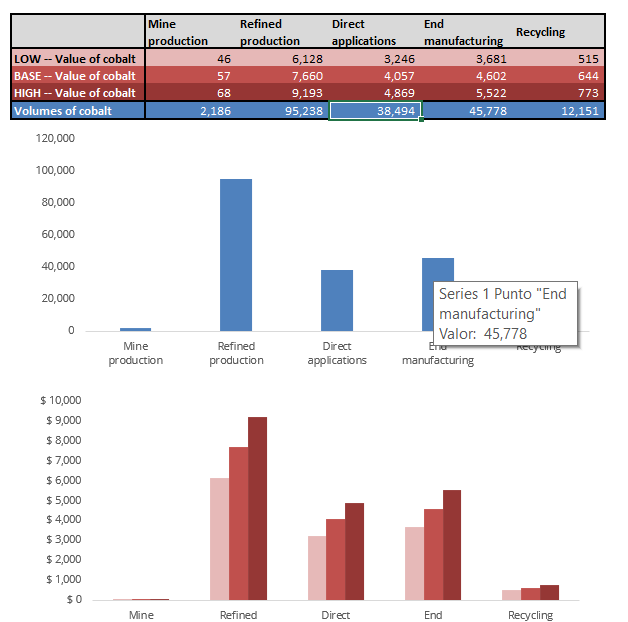 Mine Refined Direct End Recycling
production production applications manufacturing
LOW -- Value of cobalt 46 6,128 3,246 3,681 515
BASE -- Value of cobalt 57 7,660 4,057 4,602 644
HIGH -- Value of cobalt 68 9,193 4,869 5,522 773
Volumes of cobalt 2,186 95,238 38,494 45,778 12,151
120,000
100,000
80,000
60,000
40,000
20,000
0
Series 1 Punto "End
manufacturing"
Valor: 45,778
Mine Refined Direct End Recycling
production production applications manufacturing
$ 10,000
$ 9,000
$ 8,000
$ 7,000
$ 6,000
$ 5,000
$ 4,000
$ 3,000
$ 2,000
$ 1,000
$ 0
Mine Refined Direct End Recycling